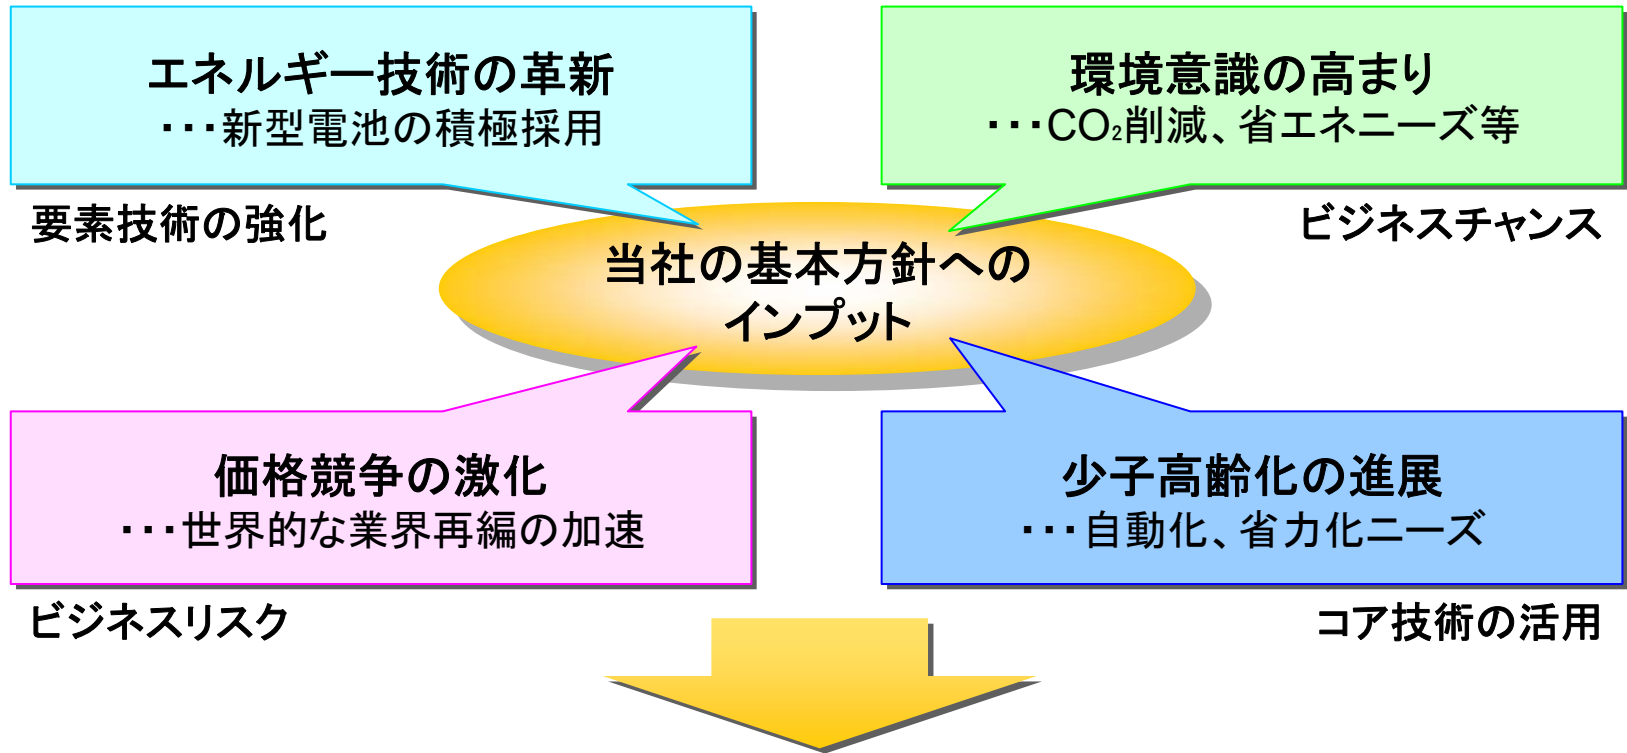 エネルギー技術の革新
・・・新型電池の積極採用
環境意識の高まり
・・・CO₂削減、省エネニーズ等
要素技術の強化
ビジネスチャンス
当社の基本方針への
インプット
価格競争の激化
・・・世界的な業界再編の加速
少子高齢化の進展
・・・自動化、省力化ニーズ
ビジネスリスク
コア技術の活用